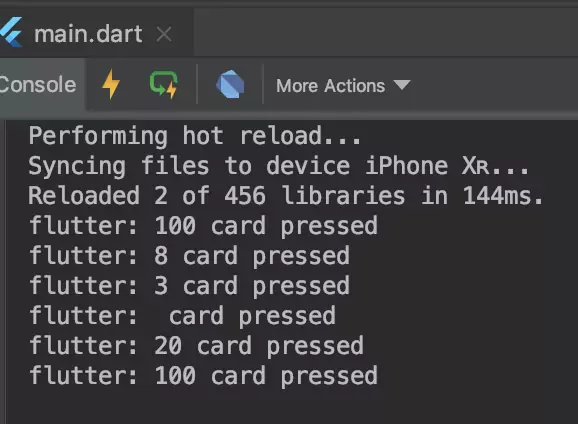 main.dart
Console More Actions
Performing hot reload...
Syncing files to device iPhone Xʀ...
Reloaded 2 of 456 libraries in 144ms.
flutter: 100 card pressed
flutter: 8 card pressed
flutter: 3 card pressed
flutter:  card pressed
flutter: 20 card pressed
flutter: 100 card pressed